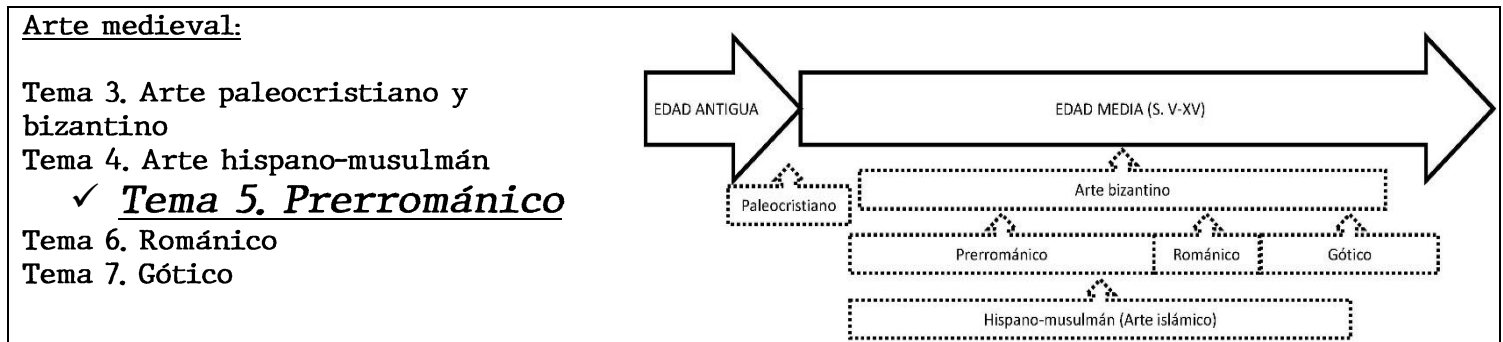 Arte medieval:
Tema 3. Arte paleocristiano y
bizantino
Tema 4. Arte hispano-musulmán
✓ Tema 5. Prerrománico
Tema 6. Románico
Tema 7. Gótico
EDAD ANTIGUA
EDAD MEDIA (S. V-XV)
Paleocristiano
Arte bizantino
Prerrománico
Románico
Gótico
Hispano-musulmán (Arte islámico)